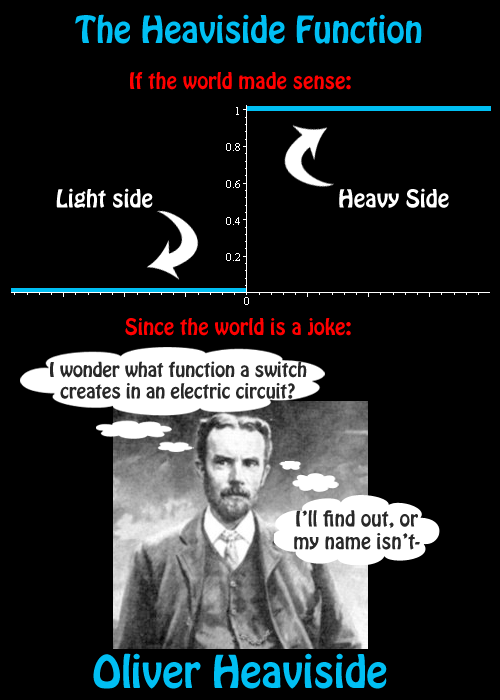 The Heaviside Function
If the world made sense:
1
0.8
0.6
Light side
Heavy Side
0.4
0.2
0
Since the world is a joke:
I wonder what function a switch
creates in an electric circuit?
I'll find out, or
my name isn't-
Oliver Heaviside